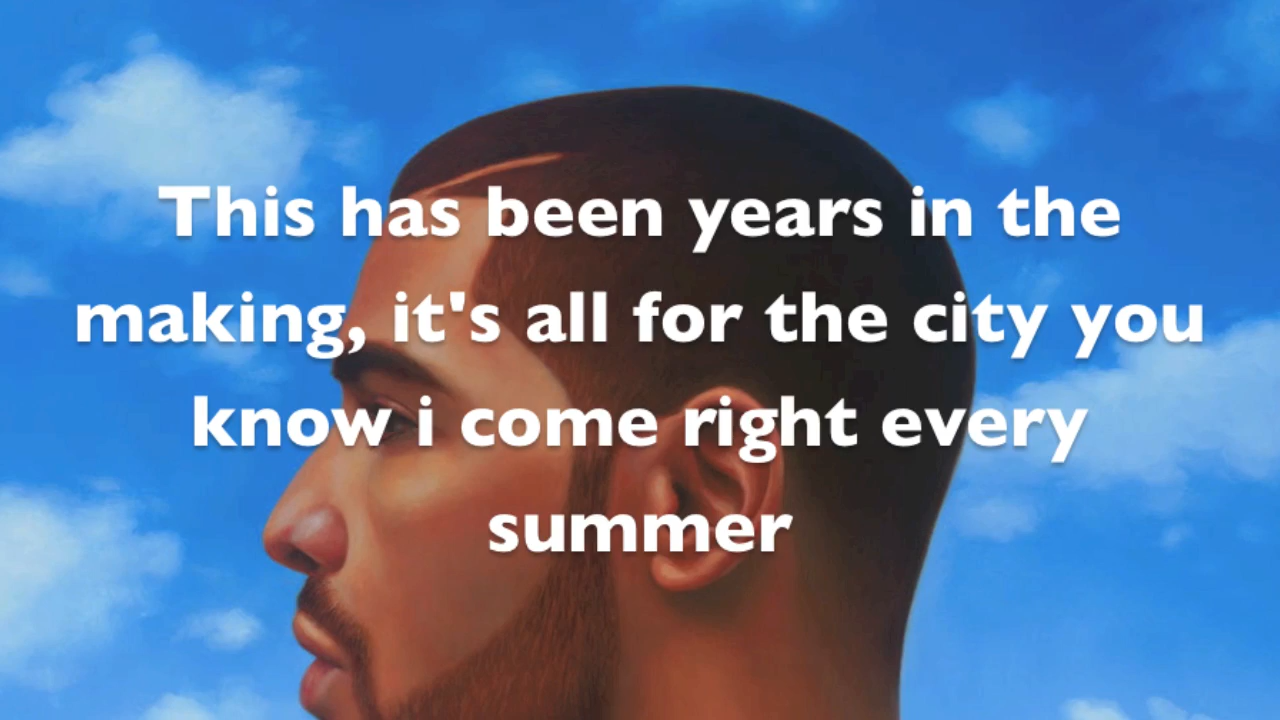 This has been years in the
making, it's all for the city you
know i come right every
summer